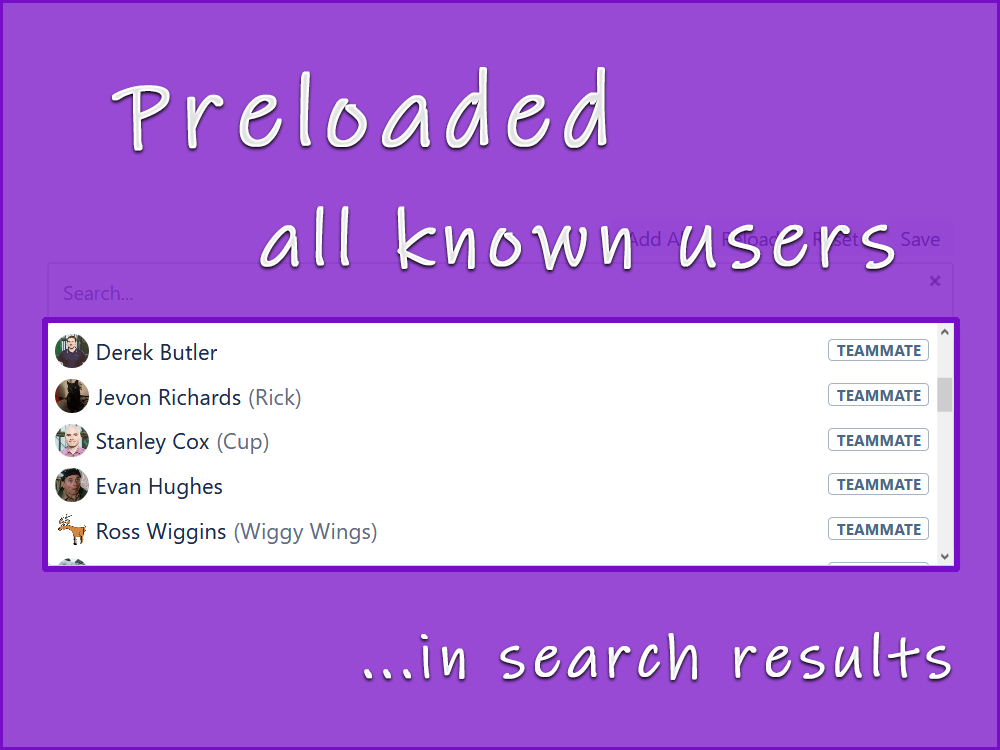 Preloaded
all known users
Add All Reload Reset Save
Search...
Derek Butler TEAMMATE
Jevon Richards (Rick) TEAMMATE
Stanley Cox (Cup) TEAMMATE
Evan Hughes TEAMMATE
Ross Wiggins (Wiggy Wings) TEAMMATE
...in search results